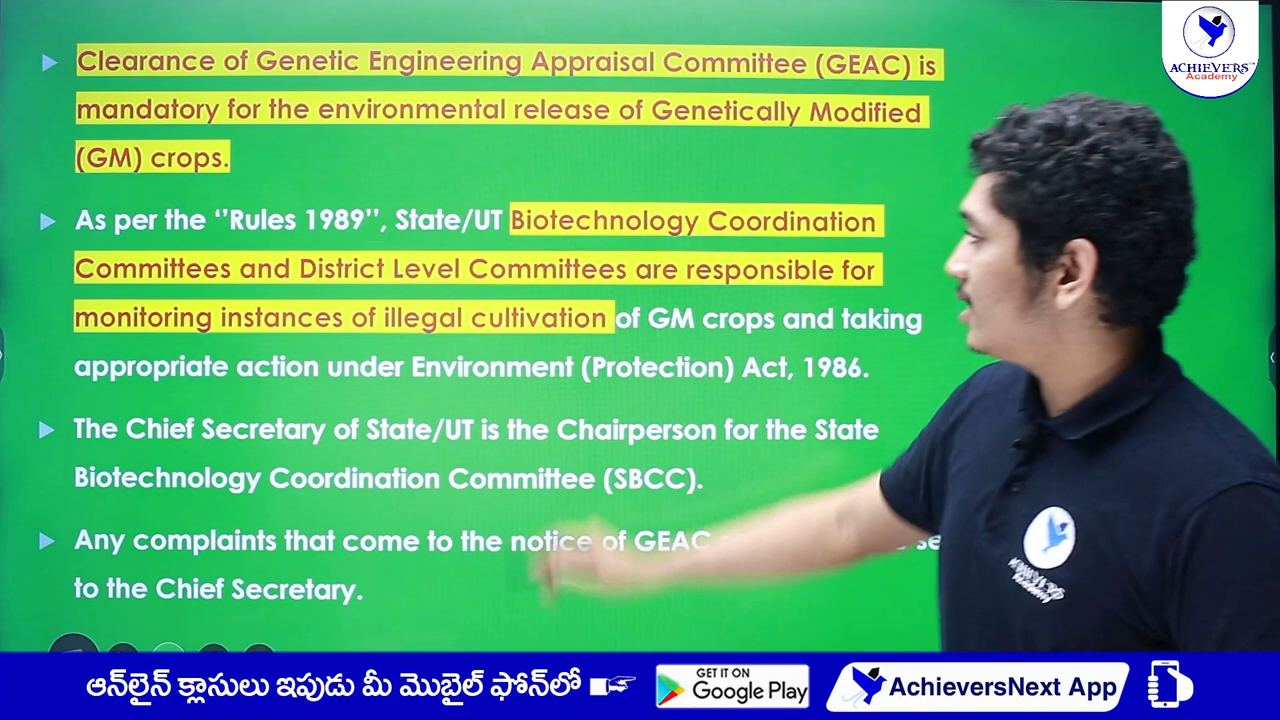 Clearance of Genetic Engineering Appraisal Committee (GEAC) is
mandatory for the environmental release of Genetically Modified
(GM) crops.
As per the ‘’Rules 1989’’, State/UT Biotechnology Coordination
Committees and District Level Committees are responsible for
monitoring instances of illegal cultivation of GM crops and taking
appropriate action under Environment (Protection) Act, 1986.
The Chief Secretary of State/UT is the Chairperson for the State
Biotechnology Coordination Committee (SBCC).
Any complaints that come to the notice of GEAC
to the Chief Secretary.
ACHIEVERS
Academy
ACHIEVERS
Academy
ఆన్‌లైన్ క్లాసులు ఇపుడు మీ మొబైల్ ఫోన్‌లో
GET IT ON
Google Play
AchieversNext App